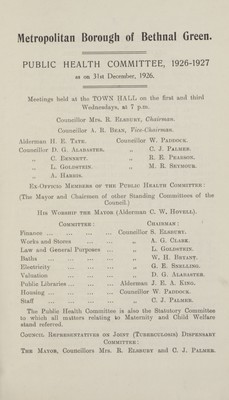 Metropolitan Borough of Bethnal Green.
PUBLIC HEALTH COMMITTEE, 1926-1927
as on 31st December, 1926.
Meetings held at the TOWN HALL on the first and third
Wednesdays, at 7 p.m.
Councillor Mrs. R. Elsbury, Chairman.
Councillor A. R. Bean, Vice-Chairman.
Alderman H. E. Tate. Councillor W. Paddock.
Councillor D. G. Alabaster. „ C. J. Palmer.
„ C. Bennett. „ R. E. Pearson.
„ L. Goldstein. „ M. R. Seymour.
„ A. Harris.
Ex-Officio Members of the Public Health Committee:
(The Mayor and Chairman of other Standing Committees of the
Council.)
His Worship the Mayor (Alderman C. W. Hovell).
Committee: Chairman:
Finance ... ... ... ... Councillor S. Elsbury.
Works and Stores ... ... „ A. G. Clark.
Law and General Purposes ... „ L. Goldstein.
Baths ... ... ... ... „ W. H. Bryant.
Electricity ... ... ... „ G. E. Snelling.
Valuation ... ... ... „ D. G. Alabaster.
Public Libraries ... ... ... Alderman J. E. A. King.
Housing ... ... ... ... Councillor W. Paddock.
Staff ... ... ... ... „ C. J. Palmer.
The Public Health Committee is also the Statutory Committee
to which all matters relating to Maternity and Child Welfare
stand referred.
Council Representatives on Joint (Tuberculosis) Dispensary
Committee:
The Mayor, Councillors Mrs. R. Elsbury and C. J. Palmer.